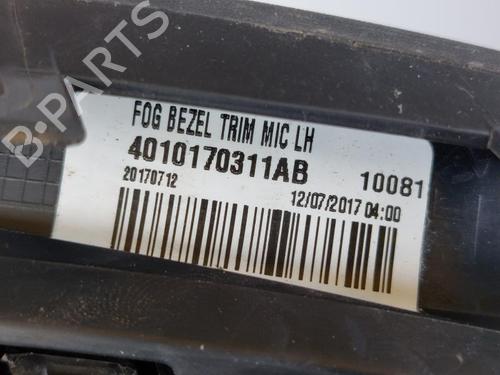 B-PARTS
FOG BEZEL TRIM MIC LH
4010170311AB 10081
20170712 12/07/2017 04:00